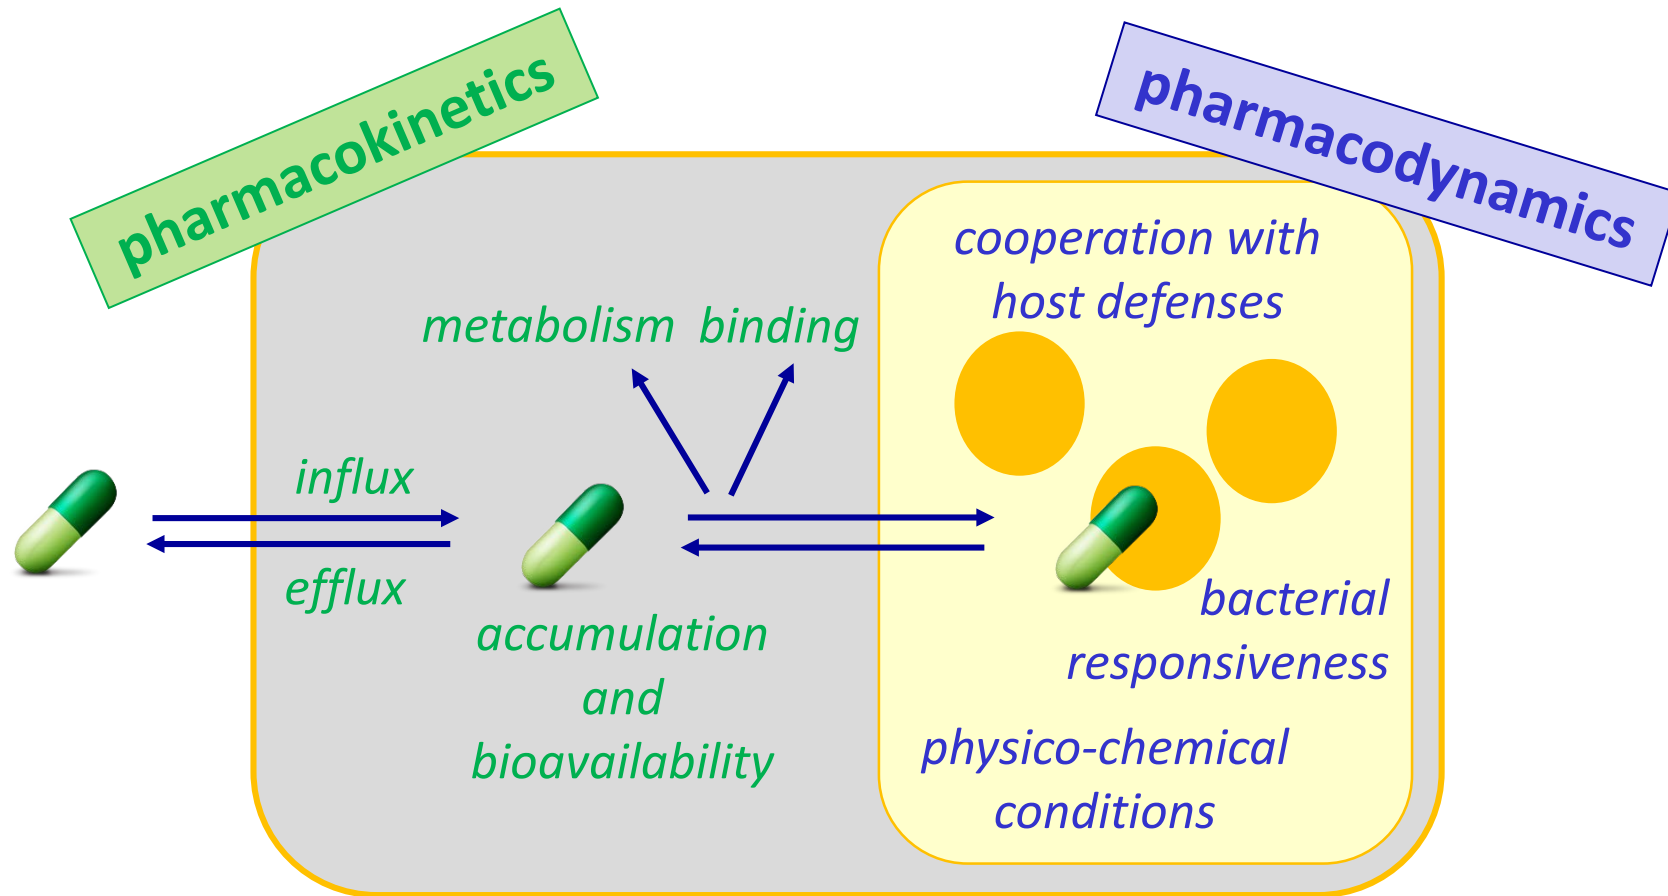 pharmacokinetics
pharmacodynamics
cooperation with
host defenses
metabolism binding
influx
efflux
accumulation
and
bioavailability
bacterial
responsiveness
physico-chemical
conditions